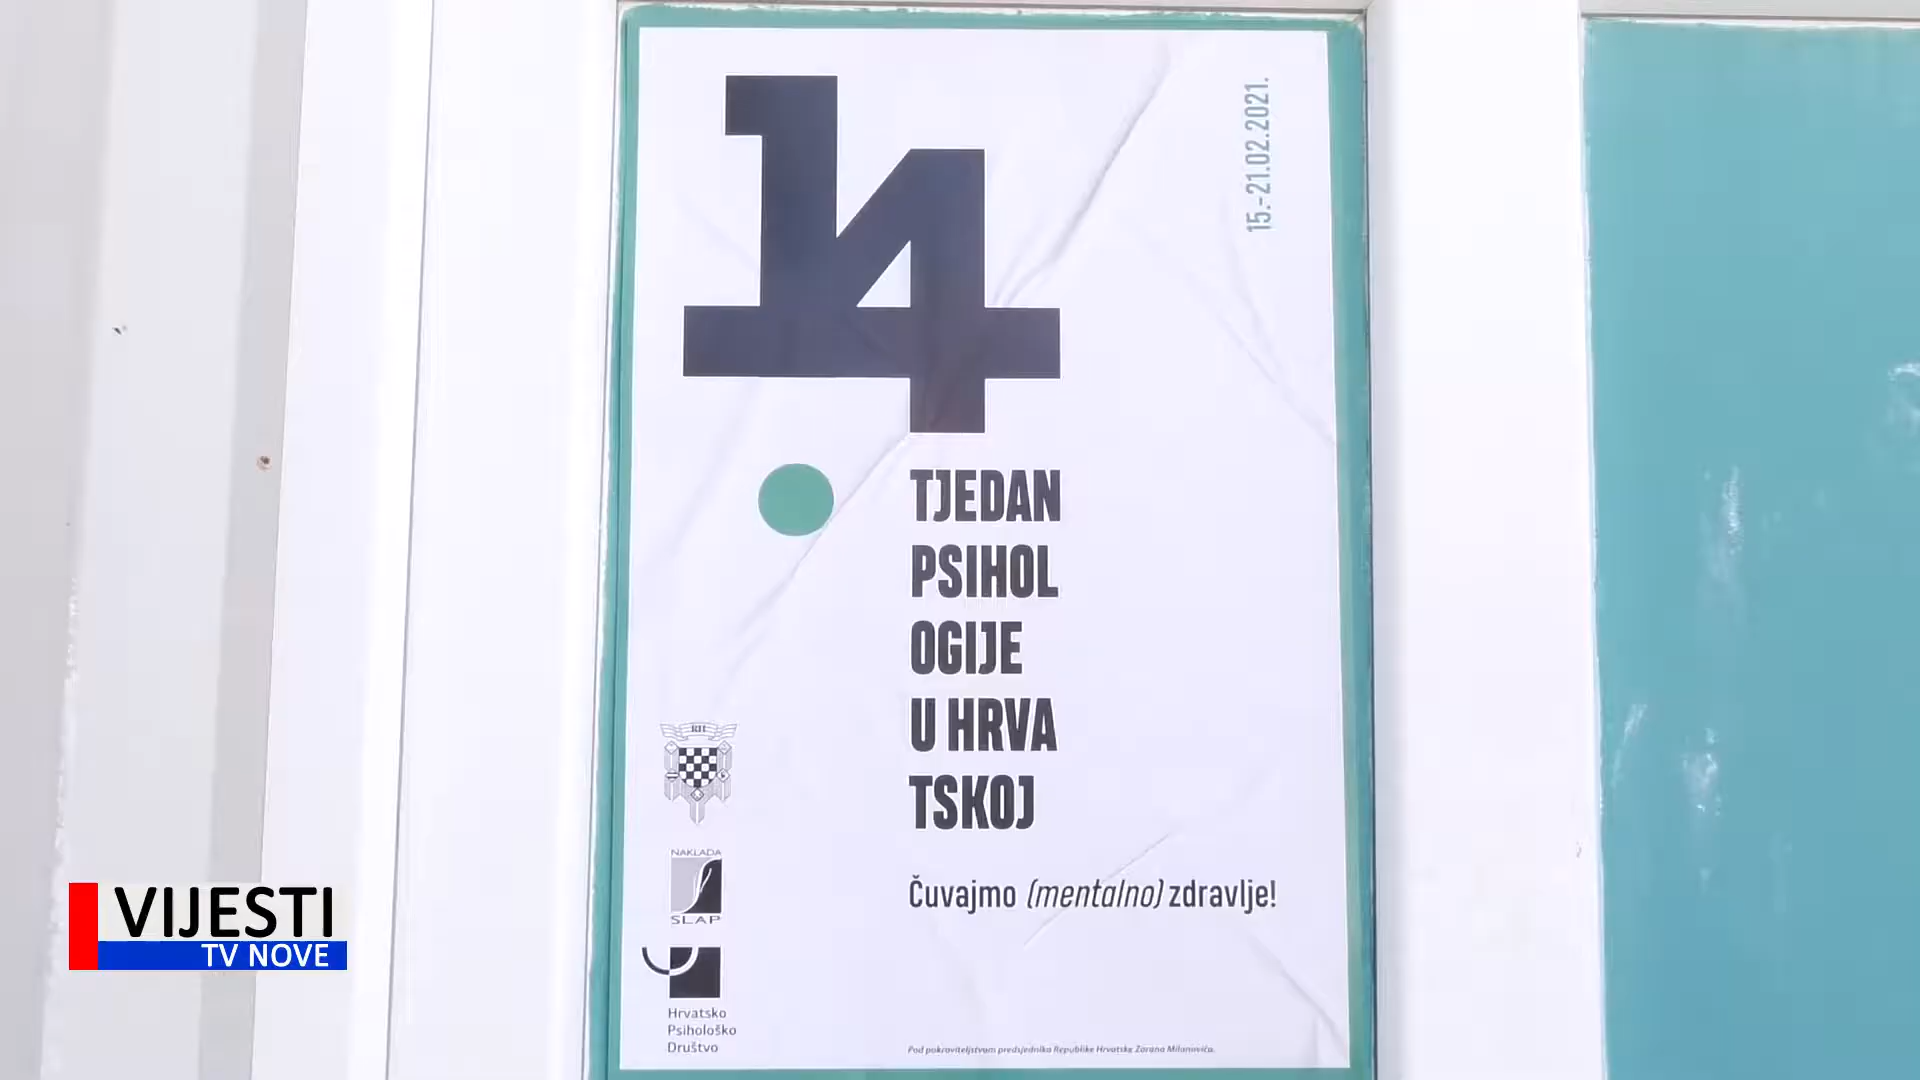 14
15.-21.02.2021.
TJEDAN
PSIHOL
OGIJE
U HRVA
TSKOJ
Čuvajmo (mentalno) zdravlje!
RH
NAKLADA
SLAP
Hrvatsko
Psihološko
Društvo
Pod pokroviteljstvom predsjednika Republike Hrvatske Zorana Milanovića.
VIJESTI
TV NOVE